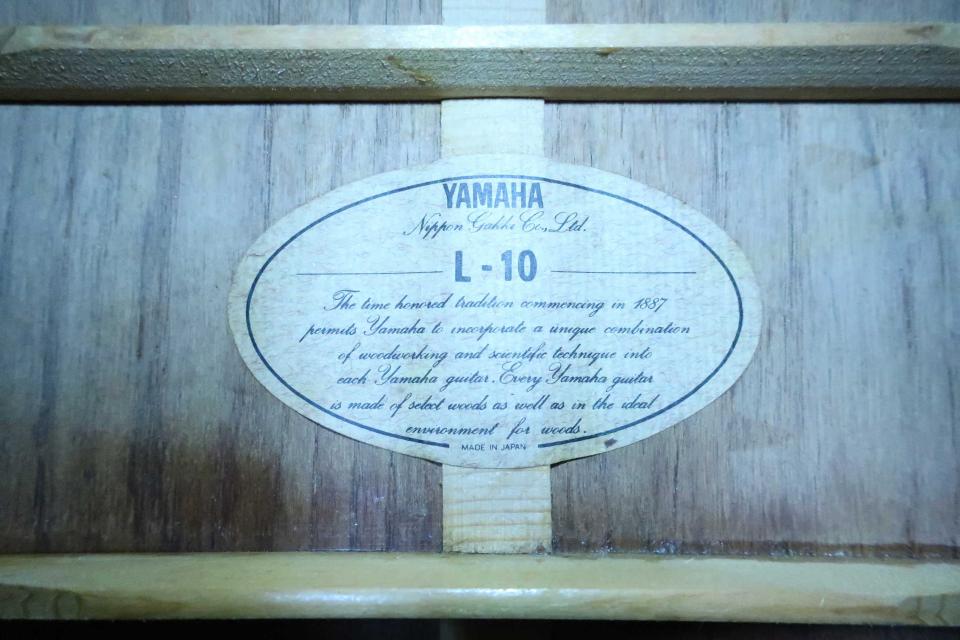 YAMAHA
Nippon Gakki Co., Ltd.
L-10
The time honored tradition commencing in 1887
permits Yamaha to incorporate a unique combination
of woodworking and scientific technique into
each Yamaha guitar. Every Yamaha guitar
is made of select woods as well as in the ideal
environment for woods.
MADE IN JAPAN